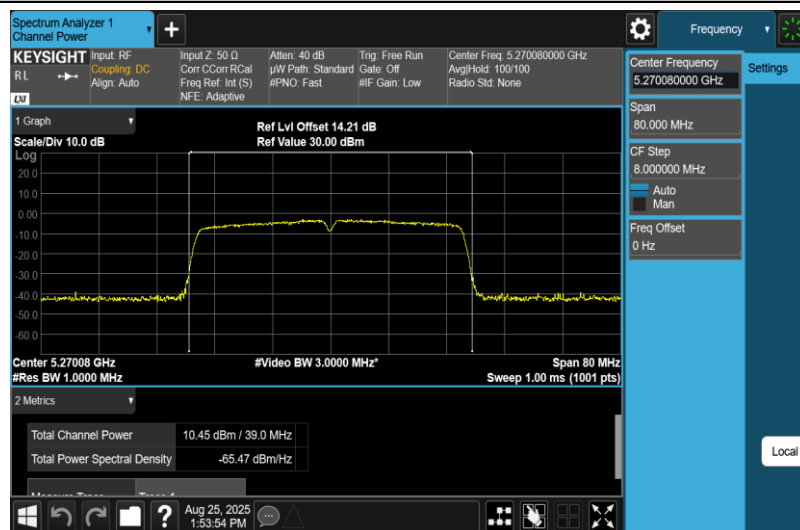 Spectrum Analyzer 1
Channel Power
+
Frequency
KEYSIGHT
RL
LXI
Input: RF
Coupling: DC
Align: Auto
Input Z: 50 Ω
Corr CCorr RCal
Freq Ref: Int (S)
NFE: Adaptive
Atten: 40 dB
µW Path: Standard
#PNO: Fast
Trig: Free Run
Gate: Off
#IF Gain: Low
Center Freq: 5.270080000 GHz
Avg|Hold: 100/100
Radio Std: None
Center Frequency
5.270080000 GHz
Settings
Span
80.000 MHz
CF Step
8.000000 MHz
Auto
Man
Freq Offset
0 Hz
Local
1 Graph
Scale/Div 10.0 dB
Ref Lvl Offset 14.21 dB
Ref Value 30.00 dBm
Log
20.0
10.0
0.00
-10.0
-20.0
-30.0
-40.0
-50.0
-60.0
Center 5.27008 GHz
#Video BW 3.0000 MHz*
Span 80 MHz
#Res BW 1.0000 MHz
Sweep 1.00 ms (1001 pts)
2 Metrics
Total Channel Power 10.45 dBm / 39.0 MHz
Total Power Spectral Density -65.47 dBm/Hz
?
Aug 25, 2025
1:53:54 PM